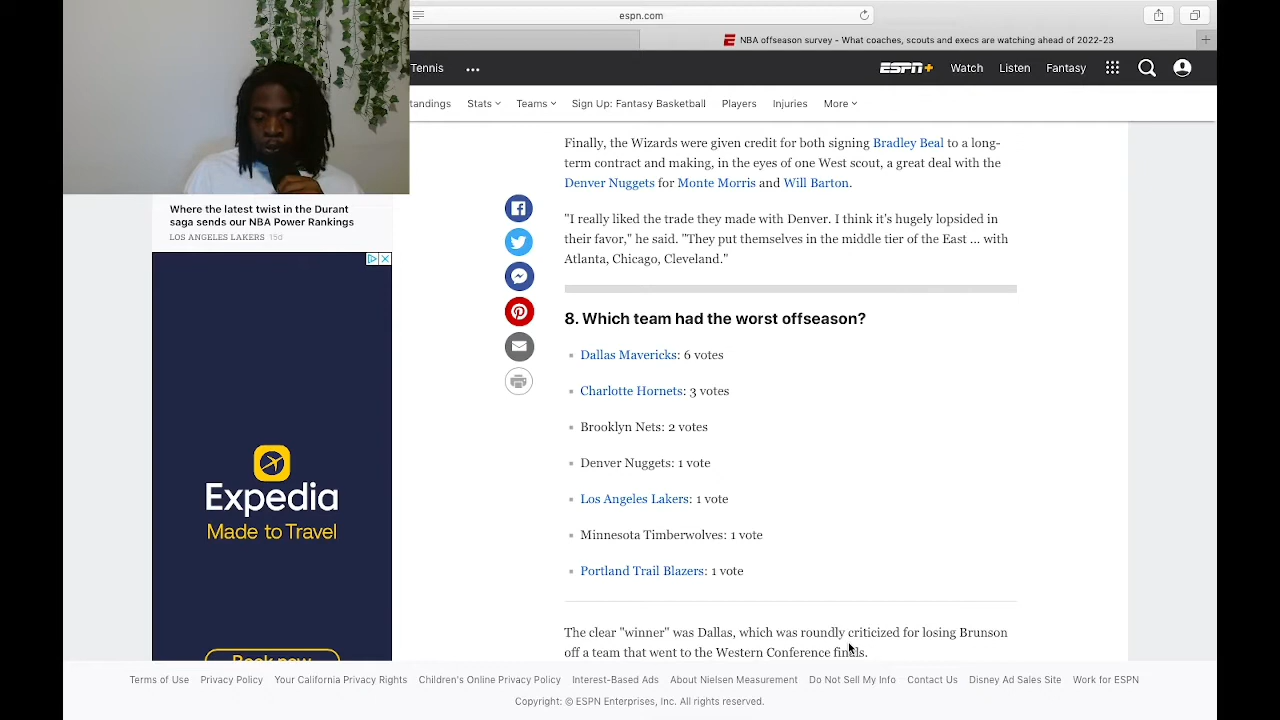 espn.com
NBA offseason survey - What coaches, scouts and execs are watching ahead of 2022-23
Tennis
ESPN+ Watch Listen Fantasy
Stats Teams Sign Up: Fantasy Basketball Players Injuries More
Finally, the Wizards were given credit for both signing Bradley Beal to a long-
term contract and making, in the eyes of one West scout, a great deal with the
Denver Nuggets for Monte Morris and Will Barton.
Where the latest twist in the Durant
saga sends our NBA Power Rankings
LOS ANGELES LAKERS 15d
"I really liked the trade they made with Denver. I think it's hugely lopsided in
their favor," he said. "They put themselves in the middle tier of the East ... with
Atlanta, Chicago, Cleveland."
8. Which team had the worst offseason?
Dallas Mavericks: 6 votes
Charlotte Hornets: 3 votes
Brooklyn Nets: 2 votes
Denver Nuggets: 1 vote
Los Angeles Lakers: 1 vote
Minnesota Timberwolves: 1 vote
Portland Trail Blazers: 1 vote
Expedia
Made to Travel
The clear "winner" was Dallas, which was roundly criticized for losing Brunson
off a team that went to the Western Conference finals.
Terms of Use Privacy Policy Your California Privacy Rights Children's Online Privacy Policy Interest-Based Ads About Nielsen Measurement Do Not Sell My Info Contact Us Disney Ad Sales Site Work for ESPN
Copyright: © ESPN Enterprises, Inc. All rights reserved.